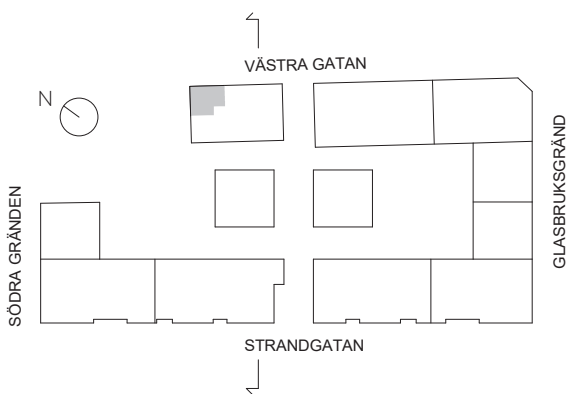 VÄSTRA GATAN
N
SÖDRA GRÄNDEN
GLASBRUKSGRÄND
STRANDGATAN